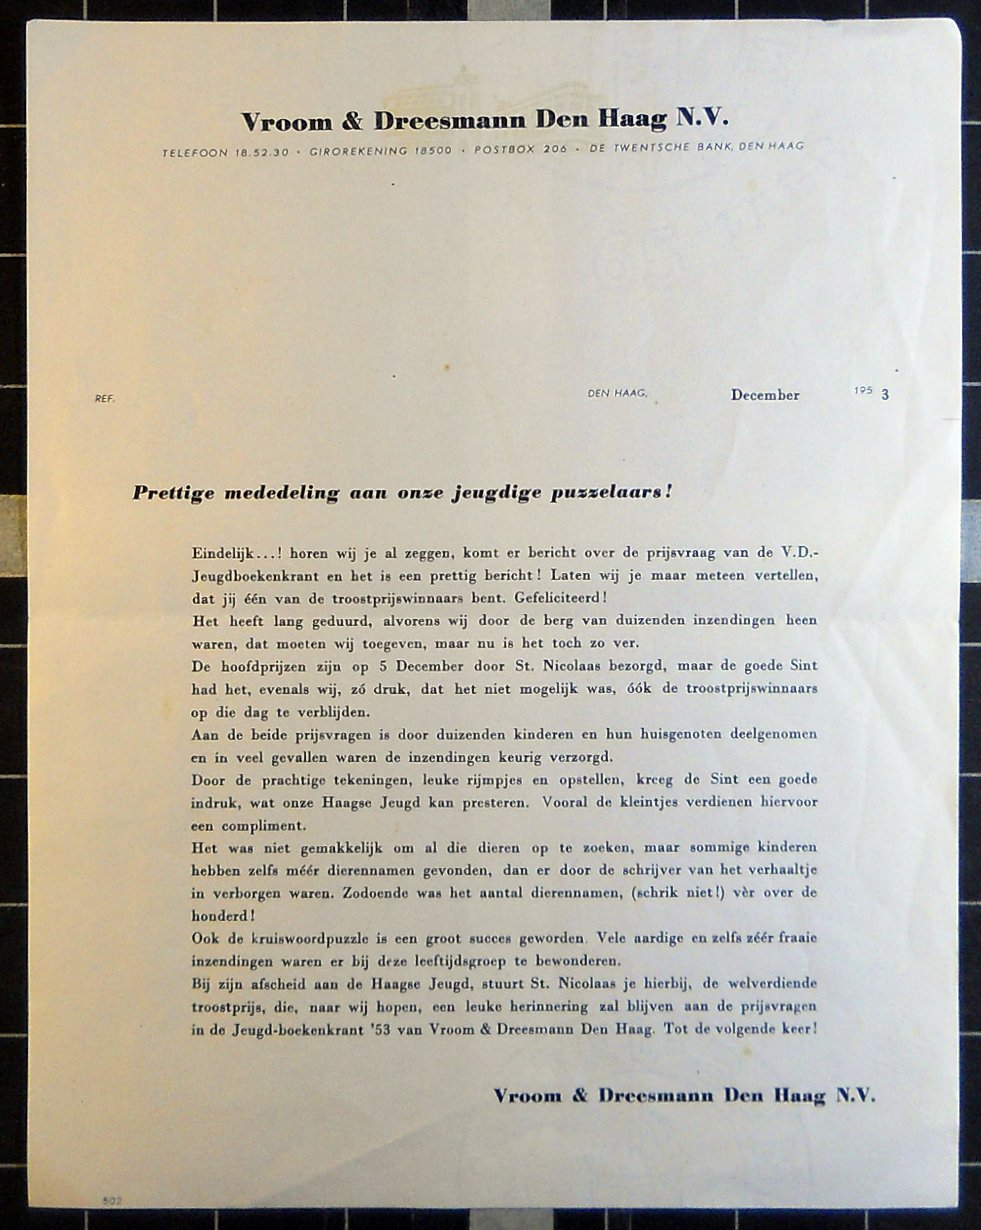 Vroom & Dreesmann Den Haag N.V.
TELEFOON 18.52.30 · GIROREKENING 18500 · POSTBOX 206 · DE TWENTSCHE BANK, DEN HAAG
REF. DEN HAAG, December 195 3
Prettige mededeling aan onze jeugdige puzzelaars!
Eindelijk...! horen wij je al zeggen, komt er bericht over de prijsvraag van de V.D.-
Jeugdboekenkrant en het is een prettig bericht! Laten wij je maar meteen vertellen,
dat jij één van de troostprijswinnaars bent. Gefeliciteerd!
Het heeft lang geduurd, alvorens wij door de berg van duizenden inzendingen heen
waren, dat moeten wij toegeven, maar nu is het toch zo ver.
De hoofdprijzen zijn op 5 December door St. Nicolaas bezorgd, maar de goede Sint
had het, evenals wij, zó druk, dat het niet mogelijk was, óók de troostprijswinnaars
op die dag te verblijden.
Aan de beide prijsvragen is door duizenden kinderen en hun huisgenoten deelgenomen
en in veel gevallen waren de inzendingen keurig verzorgd.
Door de prachtige tekeningen, leuke rijmpjes en opstellen, kreeg de Sint een goede
indruk, wat onze Haagse Jeugd kan presteren. Vooral de kleintjes verdienen hiervoor
een compliment.
Het was niet gemakkelijk om al die dieren op te zoeken, maar sommige kinderen
hebben zelfs méér dierennamen gevonden, dan er door de schrijver van het verhaaltje
in verborgen waren. Zodoende was het aantal dierennamen, (schrik niet!) vèr over de
honderd!
Ook de kruiswoordpuzzle is een groot succes geworden. Vele aardige en zelfs zéér fraaie
inzendingen waren er bij deze leeftijdsgroep te bewonderen.
Bij zijn afscheid aan de Haagse Jeugd, stuurt St. Nicolaas je hierbij, de welverdiende
troostprijs, die, naar wij hopen, een leuke herinnering zal blijven aan de prijsvragen
in de Jeugd-boekenkrant '53 van Vroom & Dreesmann Den Haag. Tot de volgende keer!
Vroom & Dreesmann Den Haag N.V.
502